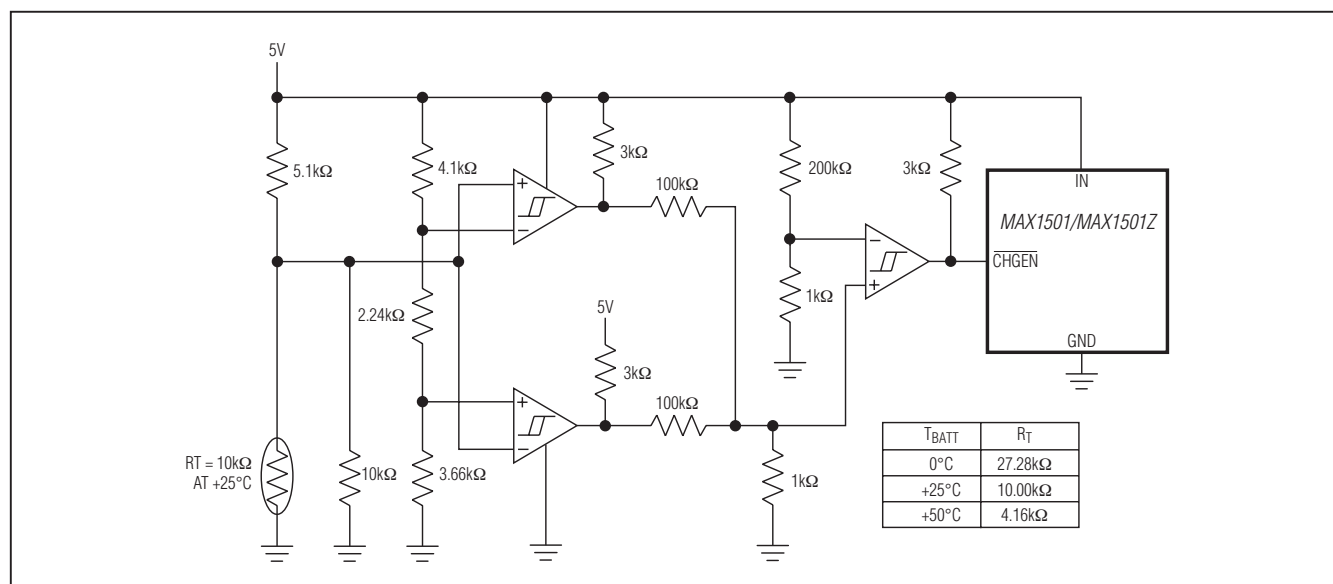 5V
5.1kΩ
4.1kΩ
3kΩ
100kΩ
200kΩ
3kΩ
IN
MAX1501/MAX1501Z
CHGEN
GND
+
−
−
+
1kΩ
2.24kΩ
5V
3kΩ
100kΩ
+
−
RT = 10kΩ
AT +25°C
10kΩ
3.66kΩ
1kΩ
TBATT RT
0°C 27.28kΩ
+25°C 10.00kΩ
+50°C 4.16kΩ